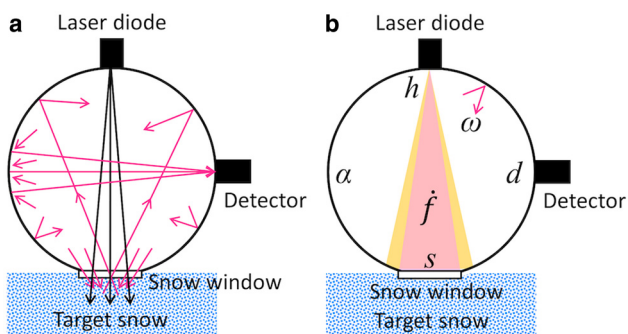 a
Laser diode
Detector
Snow window
Target snow
b
Laser diode
h
ω
α
d
ḟ
Detector
s
Snow window
Target snow